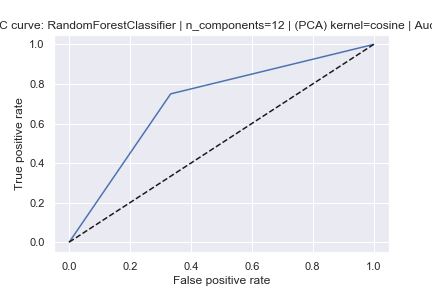 C curve: RandomForestClassifier | n_components=12 | (PCA) kernel=cosine | Auc
1.0
0.8
0.6
0.4
0.2
0.0
True positive rate
0.0 0.2 0.4 0.6 0.8 1.0
False positive rate